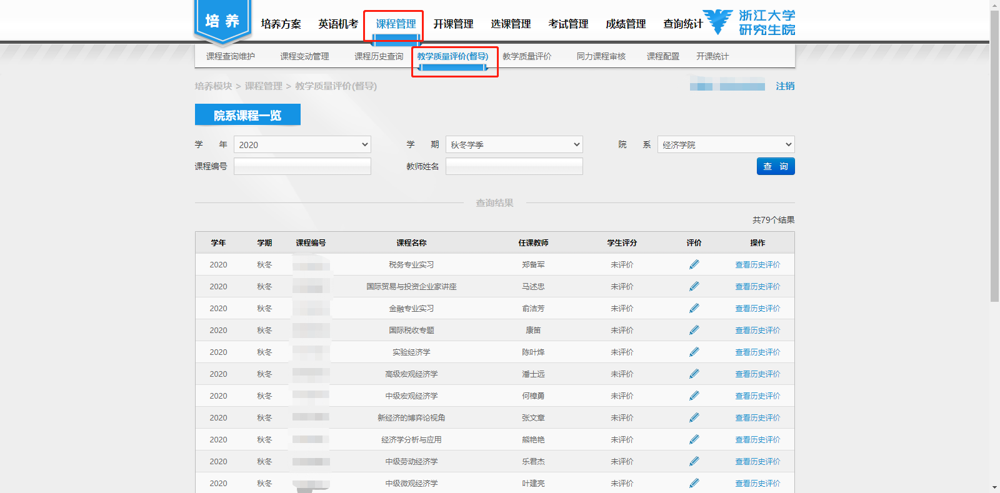 培 养
培养方案 英语机考 课程管理 开课管理 选课管理 考试管理 成绩管理 查询统计
浙江大学
研究生院
课程查询维护 课程变动管理 课程历史查询 教学质量评价(督导) 教学质量评价 同力课程审核 课程配置 开课统计
培养模块 > 课程管理 > 教学质量评价(督导)
注销
院系课程一览
学 年 2020 学 期 秋冬学季 院 系 经济学院
课程编号 教师姓名 查 询
查询结果
共79个结果
学年 学期 课程编号 课程名称 任课教师 学生评分 评价 操作
2020 秋冬 税务专业实习 郑备军 未评价 查看历史评价
2020 秋冬 国际贸易与投资企业家讲座 马述忠 未评价 查看历史评价
2020 秋冬 金融专业实习 俞洁芳 未评价 查看历史评价
2020 秋冬 国际税收专题 康笛 未评价 查看历史评价
2020 秋冬 实验经济学 陈叶烽 未评价 查看历史评价
2020 秋冬 高级宏观经济学 潘士远 未评价 查看历史评价
2020 秋冬 中级宏观经济学 何樟勇 未评价 查看历史评价
2020 秋冬 新经济的博弈论视角 张文章 未评价 查看历史评价
2020 秋冬 经济学分析与应用 熊艳艳 未评价 查看历史评价
2020 秋冬 中级劳动经济学 乐君杰 未评价 查看历史评价
2020 秋冬 中级微观经济学 叶建亮 未评价 查看历史评价